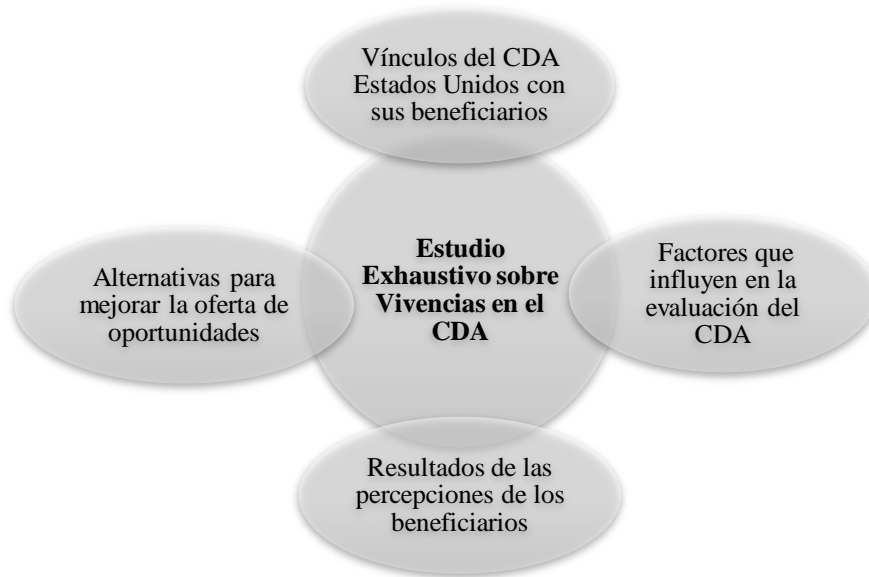 Vínculos del CDA
Estados Unidos con
sus beneficiarios
Estudio
Exhaustivo sobre
Vivencias en el
CDA
Factores que
influyen en la
evaluación del
CDA
Alternativas para
mejorar la oferta de
oportunidades
Resultados de las
percepciones de los
beneficiarios